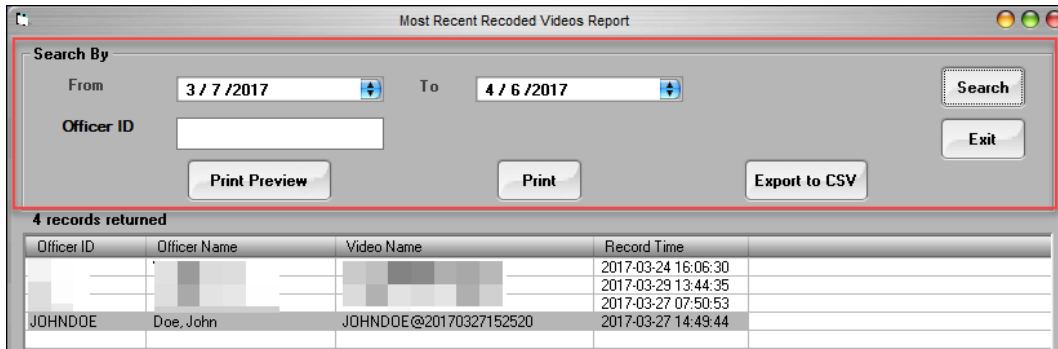 Most Recent Recoded Videos Report
Search By
From 3 / 7 /2017 To 4 / 6 /2017 Search
Officer ID Exit
Print Preview Print Export to CSV
4 records returned
Officer ID Officer Name Video Name Record Time
2017-03-24 16:06:30
2017-03-29 13:44:35
2017-03-27 07:50:53
JOHNDOE Doe, John JOHNDOE@20170327152520 2017-03-27 14:49:44